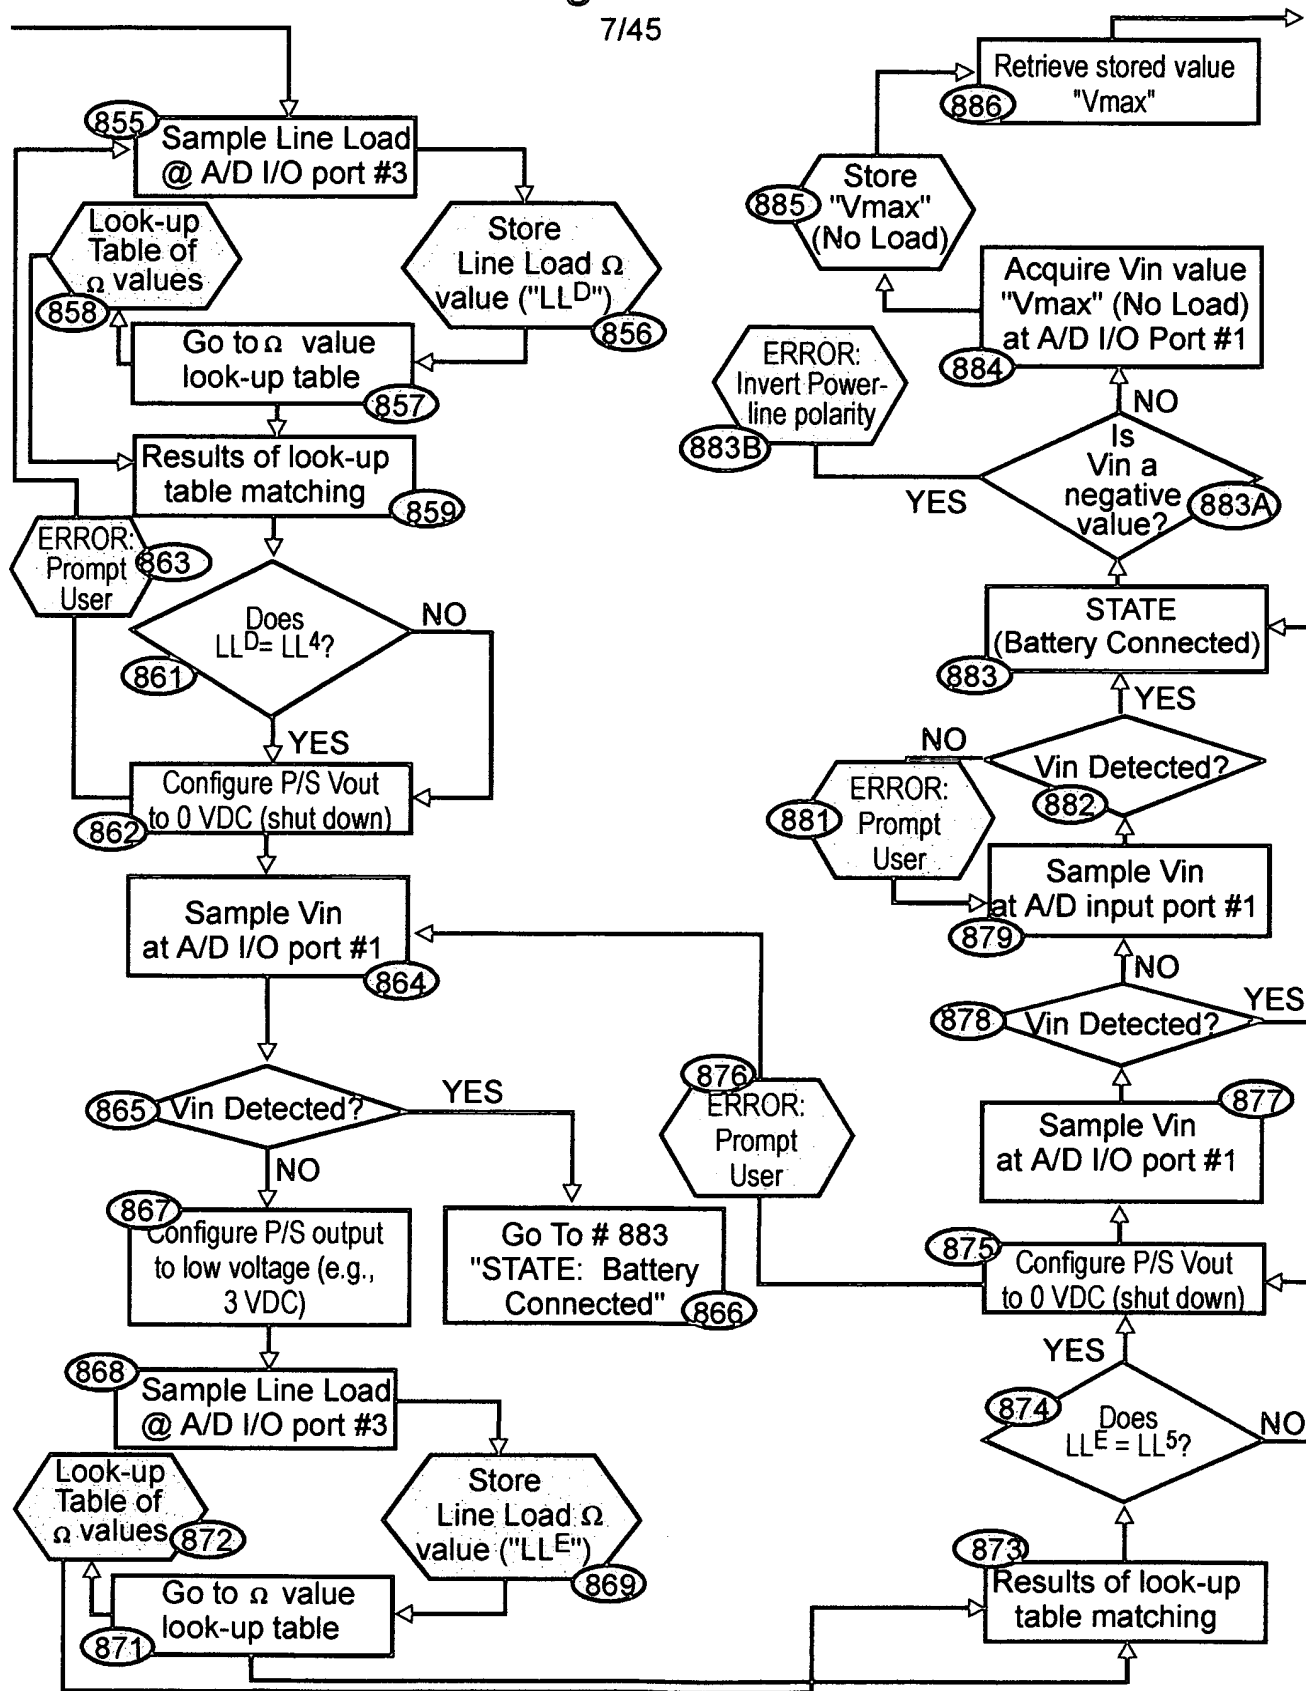 7/45
855
Sample Line Load
@ A/D I/O port #3
Look-up
Table of
Ω values
858
Store
Line Load Ω
value ("LLD")
856
Go to Ω value
look-up table
857
Results of look-up
table matching
859
ERROR:
Prompt
User
863
Does
LLD= LL4?
861
NO
YES
Configure P/S Vout
to 0 VDC (shut down)
862
Sample Vin
at A/D I/O port #1
864
865
Vin Detected?
YES
NO
867
Configure P/S output
to low voltage (e.g.,
3 VDC)
Go To # 883
"STATE: Battery
Connected"
866
868
Sample Line Load
@ A/D I/O port #3
Look-up
Table of
Ω values
872
Store
Line Load Ω
value ("LLE")
869
Go to Ω value
look-up table
871
873
Results of look-up
table matching
874
Does
LLE = LL5?
NO
YES
875
Configure P/S Vout
to 0 VDC (shut down)
876
ERROR:
Prompt
User
877
Sample Vin
at A/D I/O port #1
878
Vin Detected?
YES
NO
Sample Vin
at A/D input port #1
879
881
ERROR:
Prompt
User
NO
Vin Detected?
882
YES
STATE
(Battery Connected)
883
Is
Vin a
negative
value?
883A
YES
NO
ERROR:
Invert Power-
line polarity
883B
Acquire Vin value
"Vmax" (No Load)
at A/D I/O Port #1
884
885
Store
"Vmax"
(No Load)
Retrieve stored value
"Vmax"
886